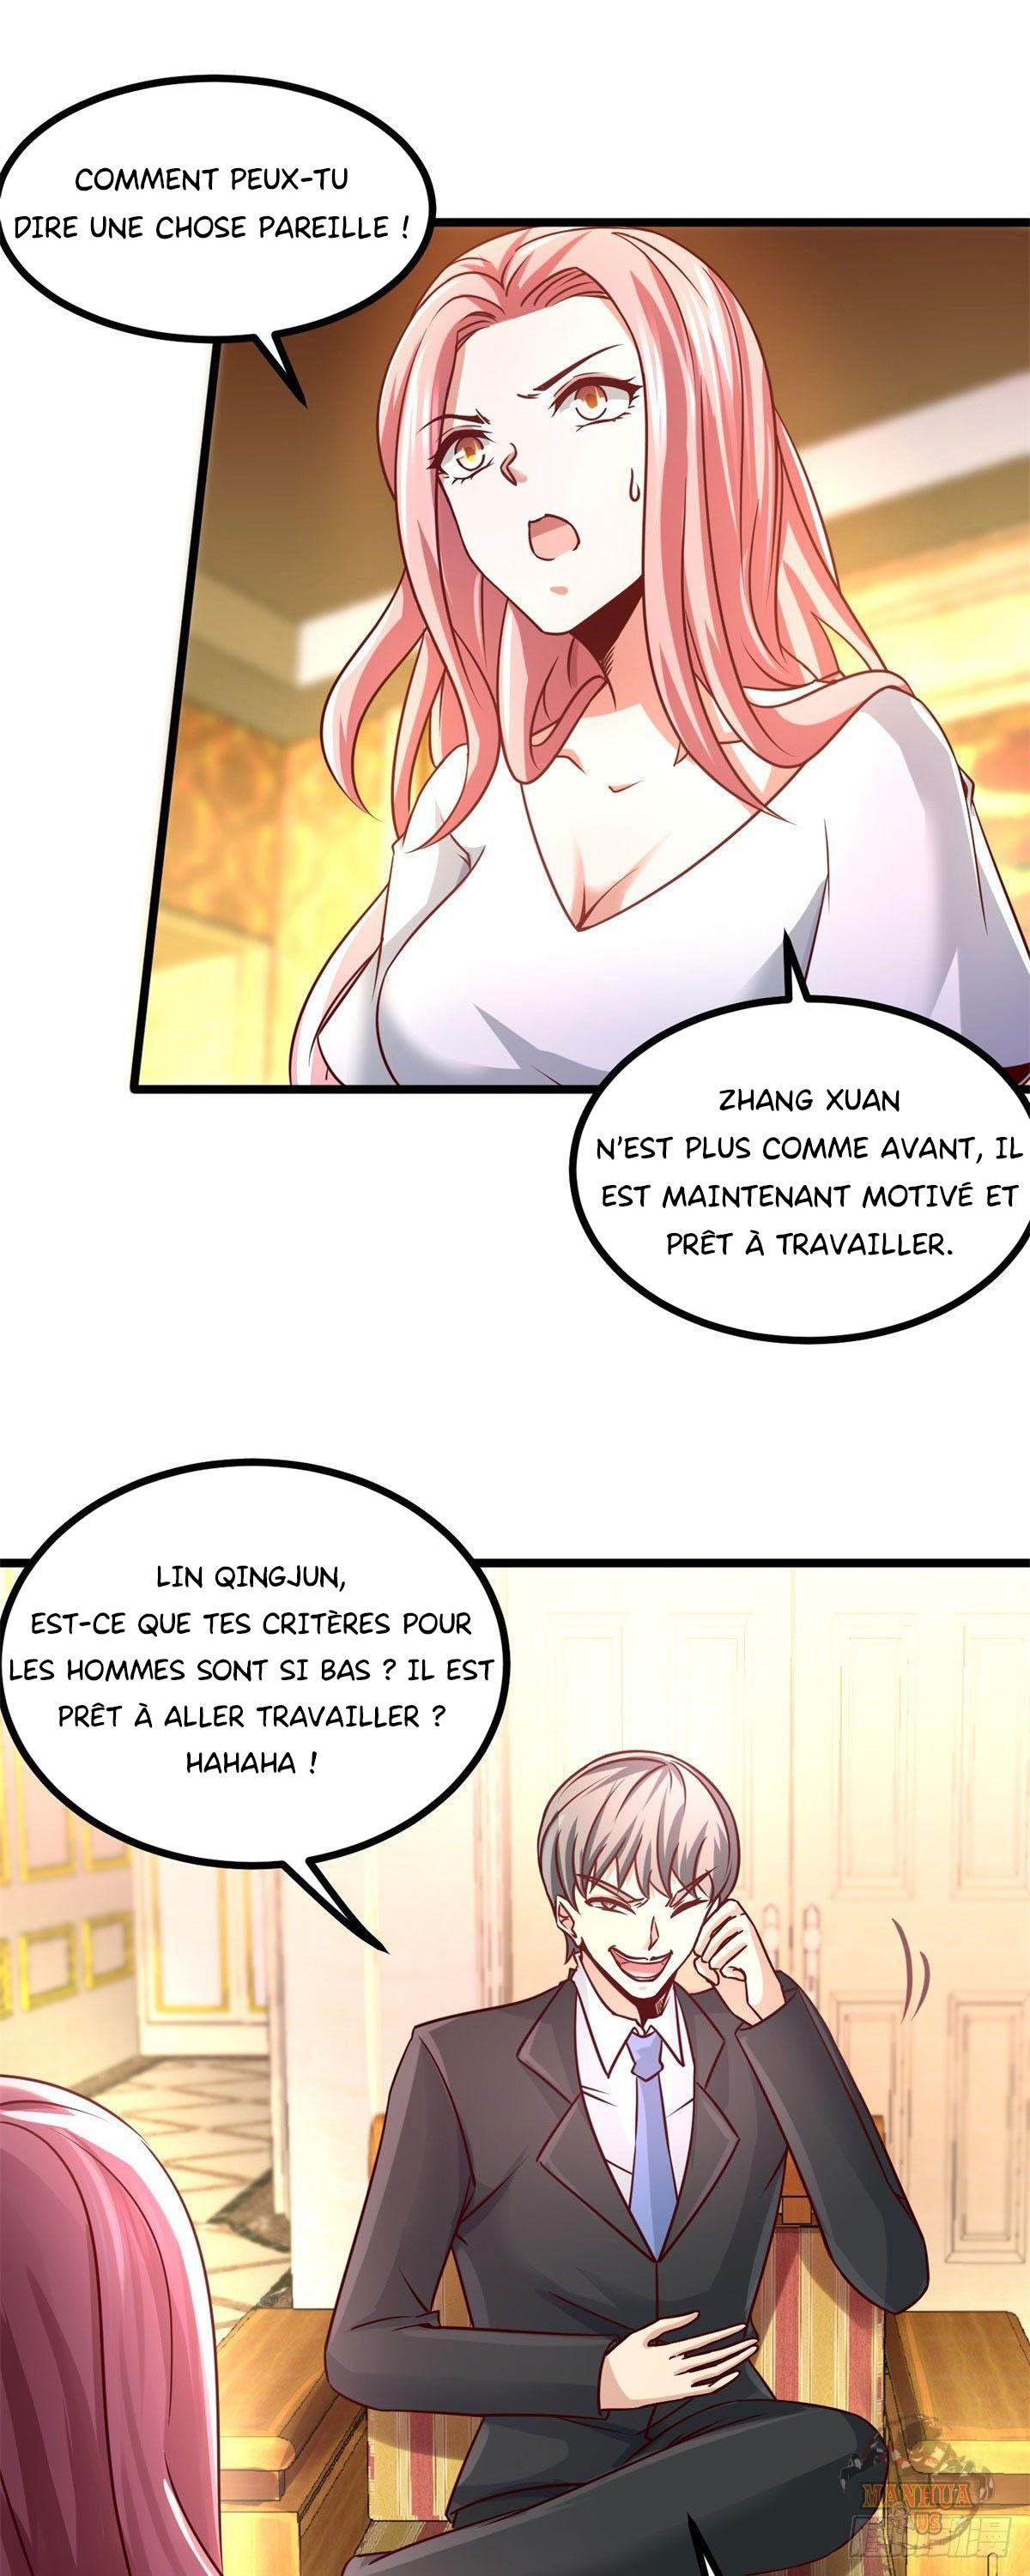 COMMENT PEUX-TU
DIRE UNE CHOSE PAREILLE !
ZHANG XUAN
N'EST PLUS COMME AVANT, IL
EST MAINTENANT MOTIVÉ ET
PRÊT À TRAVAILLER.
LIN QINGJUN,
EST-CE QUE TES CRITÈRES POUR
LES HOMMES SONT SI BAS ? IL EST
PRÊT À ALLER TRAVAILLER ?
HAHAHA !
MANHUA
US